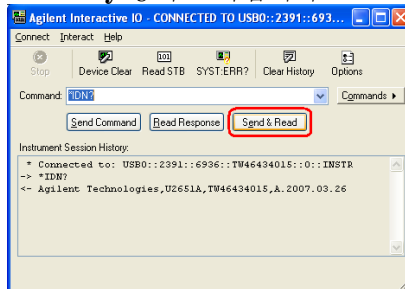 Agilent Interactive IO - CONNECTED TO USB0::2391::693...
Connect Interact Help
Stop Device Clear Read STB SYST:ERR? Clear History Options
Command: *IDN? Commands
Send Command Read Response Send & Read
Instrument Session History:
* Connected to: USB0::2391::6936::TW46434015::0::INSTR
-> *IDN?
<- Agilent Technologies,U2651A,TW46434015,A.2007.03.26